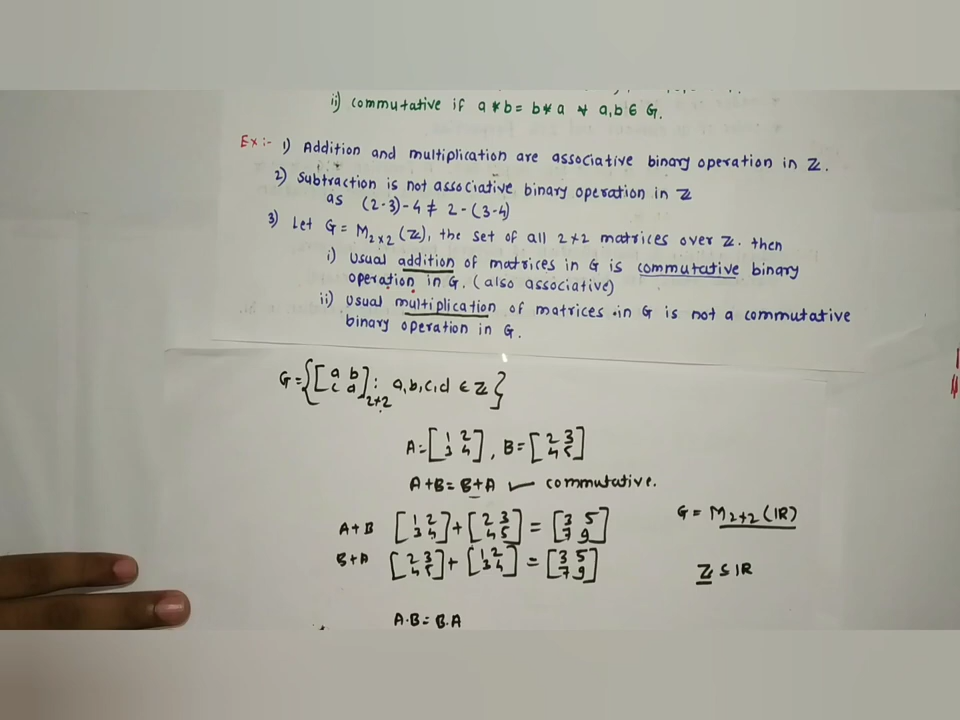 ii) commutative if a * b = b * a ∀ a,b ∈ G.
Ex :- 1) Addition and multiplication are associative binary operation in ℤ.
2) Subtraction is not associative binary operation in ℤ
as (2-3)-4 ≠ 2-(3-4)
3) Let G = M2×2 (ℤ), the set of all 2×2 matrices over ℤ. then
i) Usual addition of matrices in G is commutative binary
operation in G. (also associative)
ii) Usual multiplication of matrices in G is not a commutative
binary operation in G.
G = { [a b; c d]2×2 : a,b,c,d ∈ ℤ }
A = [1 2; 3 4], B = [2 3; 4 5]
A+B = B+A ✓ commutative.
G = M2×2 (IR)
A+B [1 2; 3 4] + [2 3; 4 5] = [3 5; 7 9]
B+A [2 3; 4 5] + [1 2; 3 4] = [3 5; 7 9]
ℤ ⊆ IR
A·B = B·A